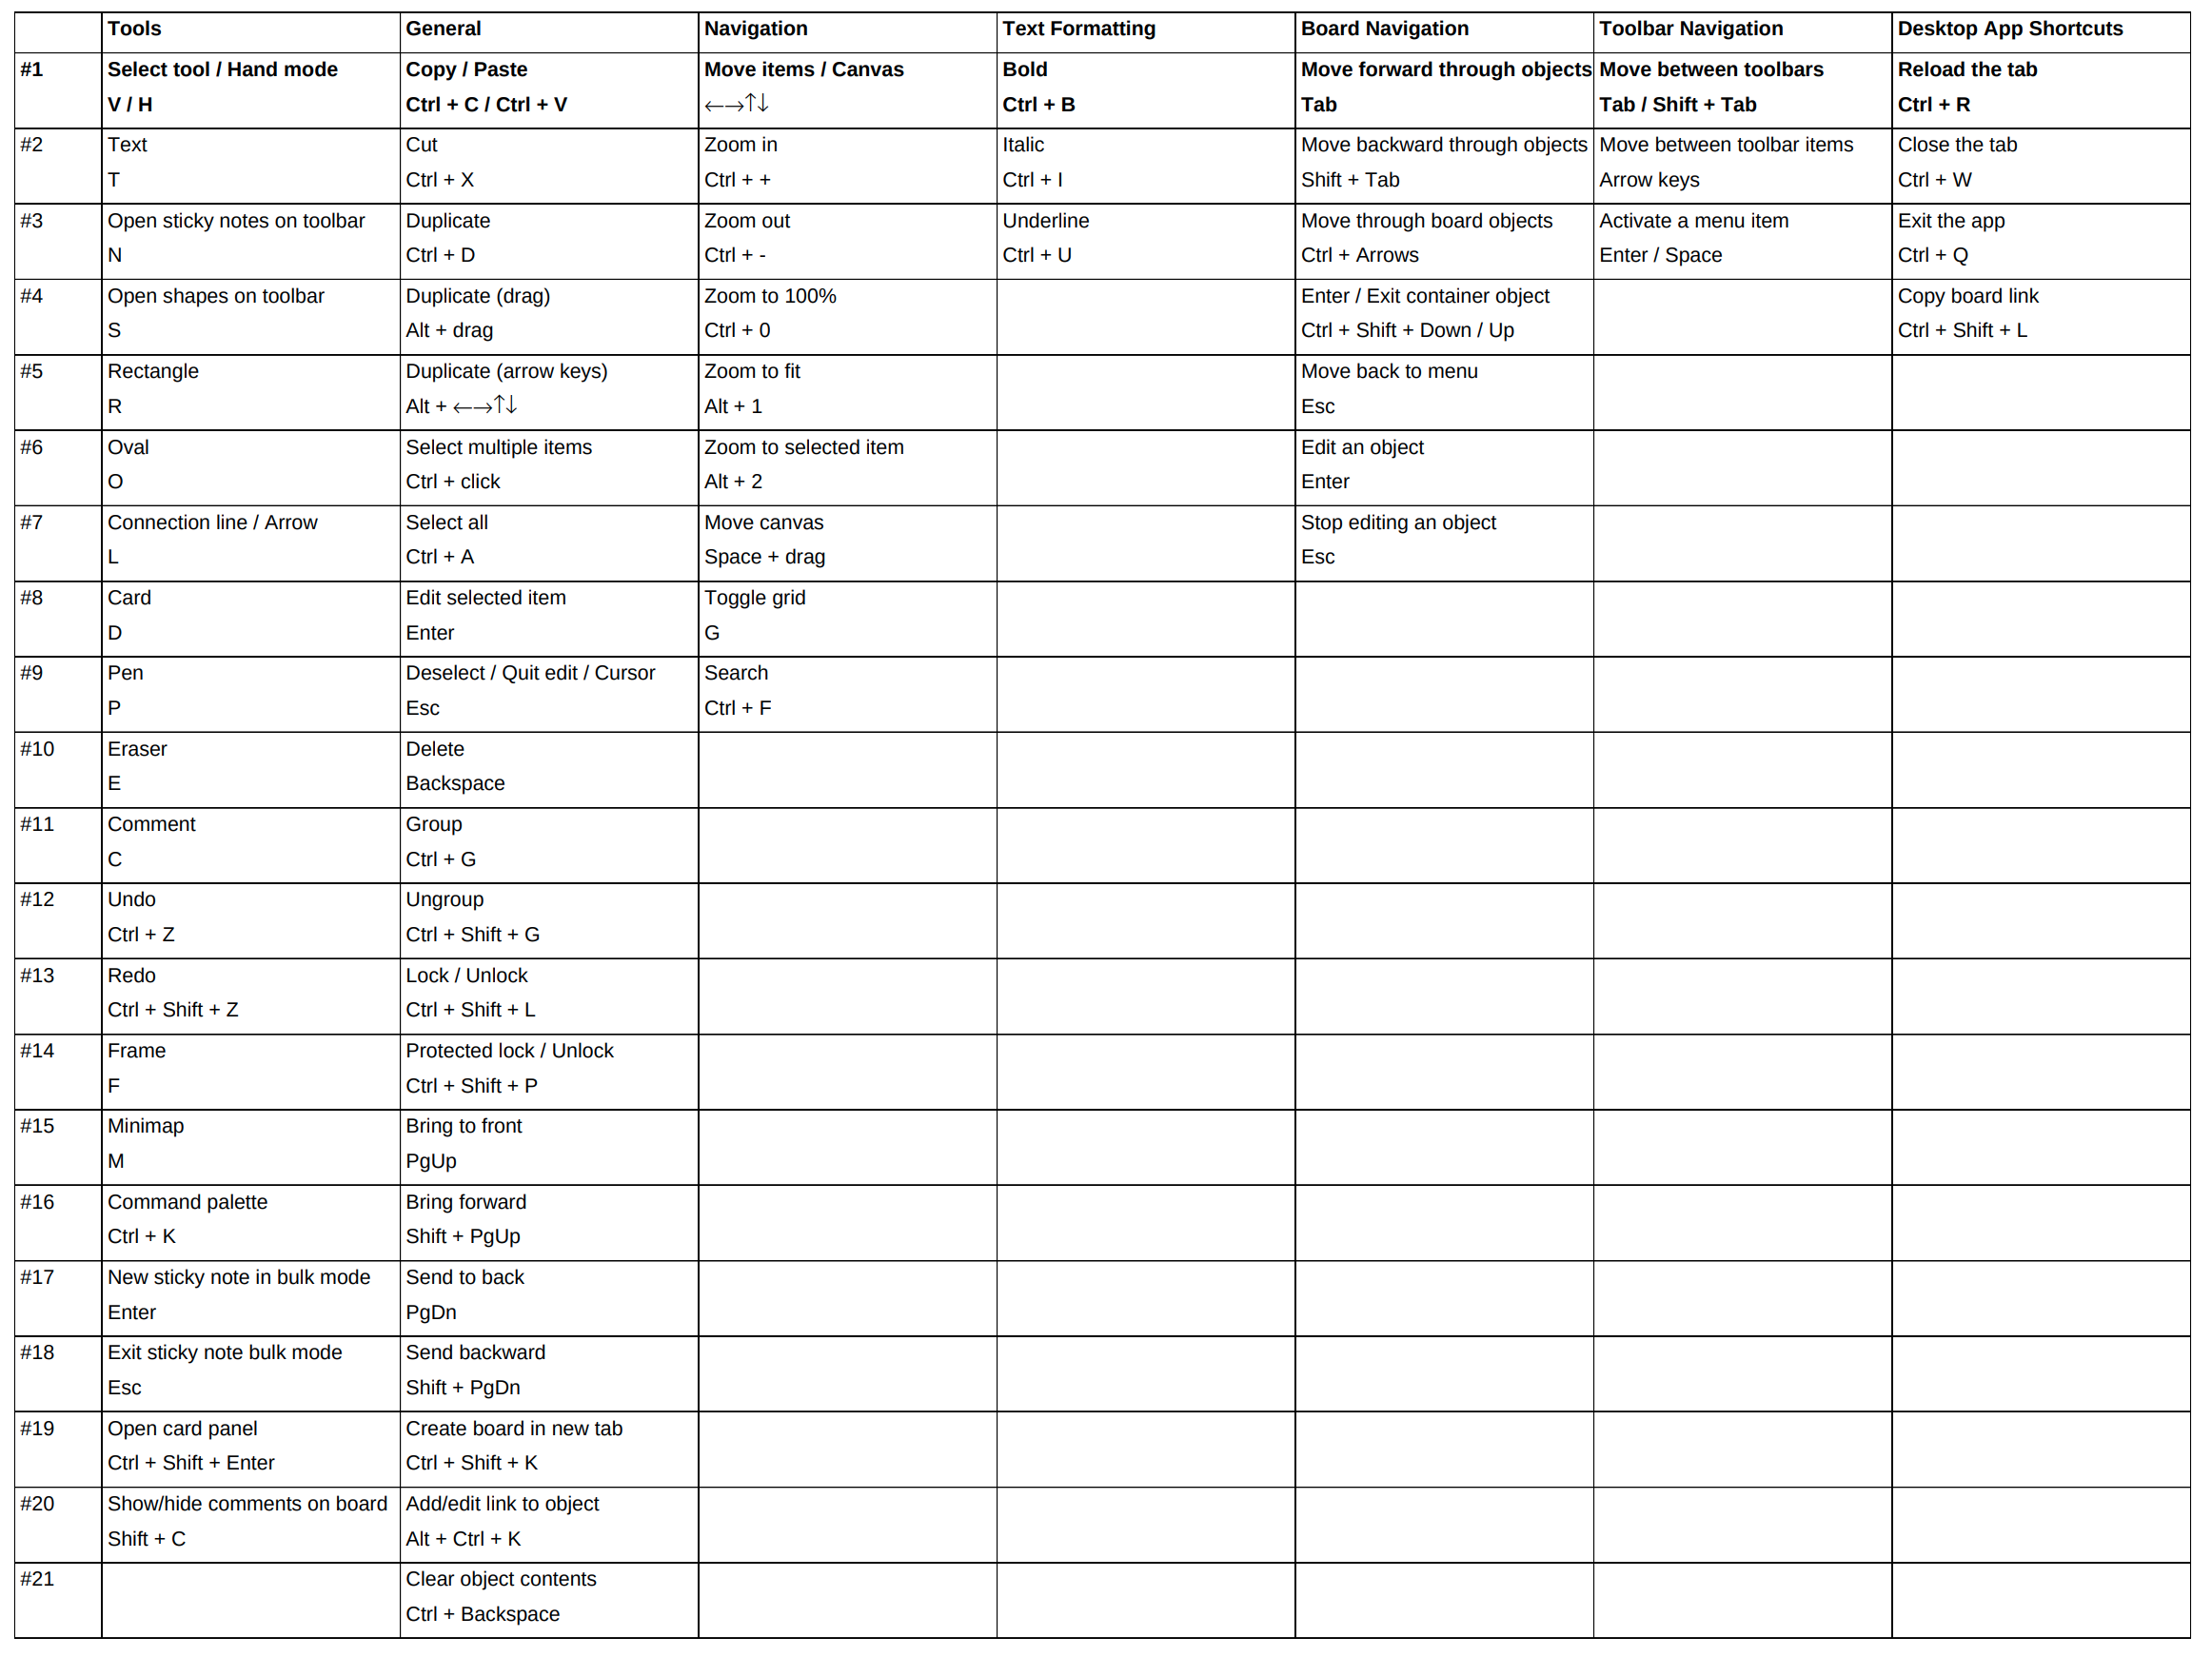 Tools General Navigation Text Formatting Board Navigation Toolbar Navigation Desktop App Shortcuts
#1 Select tool / Hand mode Copy / Paste Move items / Canvas Bold Move forward through objects Move between toolbars Reload the tab
V / H Ctrl + C / Ctrl + V ←→↑↓ Ctrl + B Tab Tab / Shift + Tab Ctrl + R
#2 Text Cut Zoom in Italic Move backward through objects Move between toolbar items Close the tab
T Ctrl + X Ctrl + + Ctrl + I Shift + Tab Arrow keys Ctrl + W
#3 Open sticky notes on toolbar Duplicate Zoom out Underline Move through board objects Activate a menu item Exit the app
N Ctrl + D Ctrl + - Ctrl + U Ctrl + Arrows Enter / Space Ctrl + Q
#4 Open shapes on toolbar Duplicate (drag) Zoom to 100% Enter / Exit container object Copy board link
S Alt + drag Ctrl + 0 Ctrl + Shift + Down / Up Ctrl + Shift + L
#5 Rectangle Duplicate (arrow keys) Zoom to fit Move back to menu
R Alt + ←→↑↓ Alt + 1 Esc
#6 Oval Select multiple items Zoom to selected item Edit an object
O Ctrl + click Alt + 2 Enter
#7 Connection line / Arrow Select all Move canvas Stop editing an object
L Ctrl + A Space + drag Esc
#8 Card Edit selected item Toggle grid
D Enter G
#9 Pen Deselect / Quit edit / Cursor Search
P Esc Ctrl + F
#10 Eraser Delete
E Backspace
#11 Comment Group
C Ctrl + G
#12 Undo Ungroup
Ctrl + Z Ctrl + Shift + G
#13 Redo Lock / Unlock
Ctrl + Shift + Z Ctrl + Shift + L
#14 Frame Protected lock / Unlock
F Ctrl + Shift + P
#15 Minimap Bring to front
M PgUp
#16 Command palette Bring forward
Ctrl + K Shift + PgUp
#17 New sticky note in bulk mode Send to back
Enter PgDn
#18 Exit sticky note bulk mode Send backward
Esc Shift + PgDn
#19 Open card panel Create board in new tab
Ctrl + Shift + Enter Ctrl + Shift + K
#20 Show/hide comments on board Add/edit link to object
Shift + C Alt + Ctrl + K
#21 Clear object contents
Ctrl + Backspace